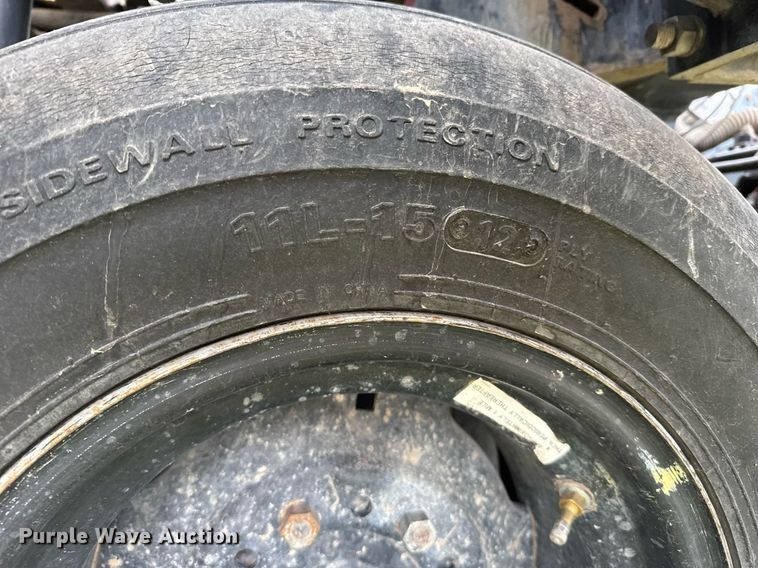 SIDEWALL PROTECTION
11L-15 12 PLY
RATING
MADE IN CHINA
Purple Wave Auction